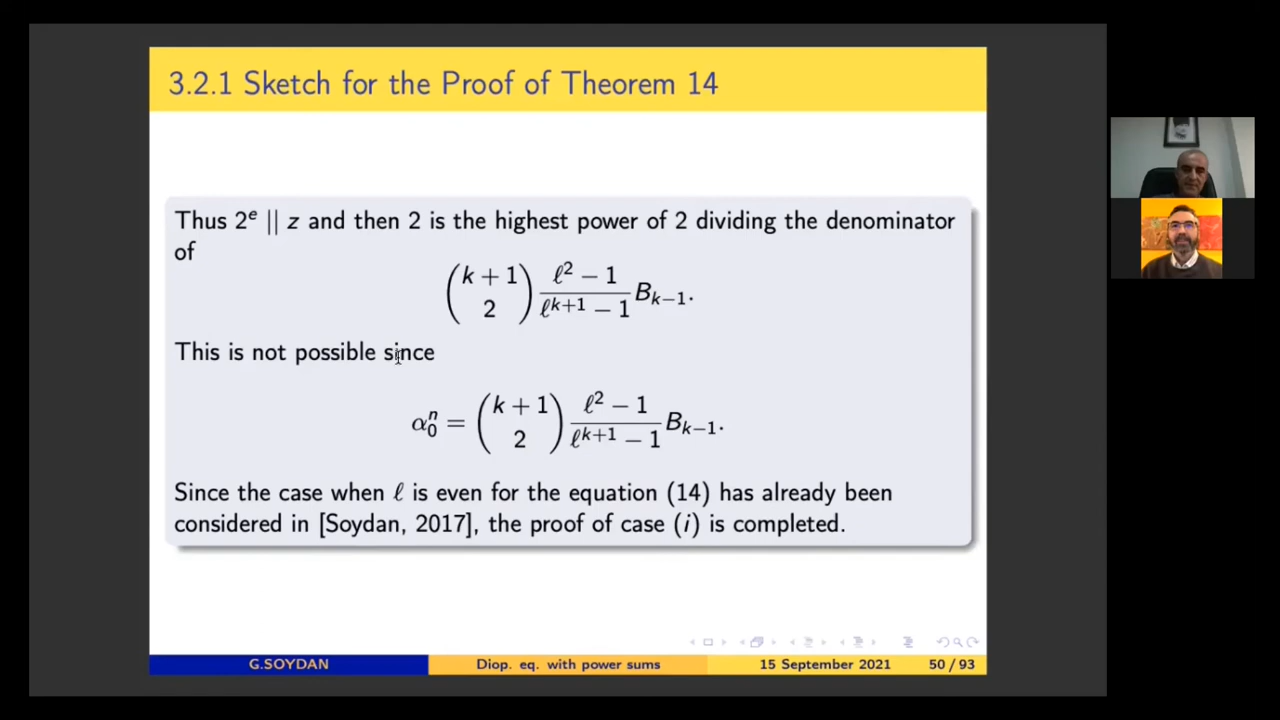 3.2.1 Sketch for the Proof of Theorem 14
Thus 2^e || z and then 2 is the highest power of 2 dividing the denominator
of
\binom{k+1}{2} \frac{ℓ^2 − 1}{ℓ^{k+1} − 1} B_{k−1}.
This is not possible since
α_0^n = \binom{k+1}{2} \frac{ℓ^2 − 1}{ℓ^{k+1} − 1} B_{k−1}.
Since the case when ℓ is even for the equation (14) has already been
considered in [Soydan, 2017], the proof of case (i) is completed.
G.SOYDAN Diop. eq. with power sums 15 September 2021 50 / 93